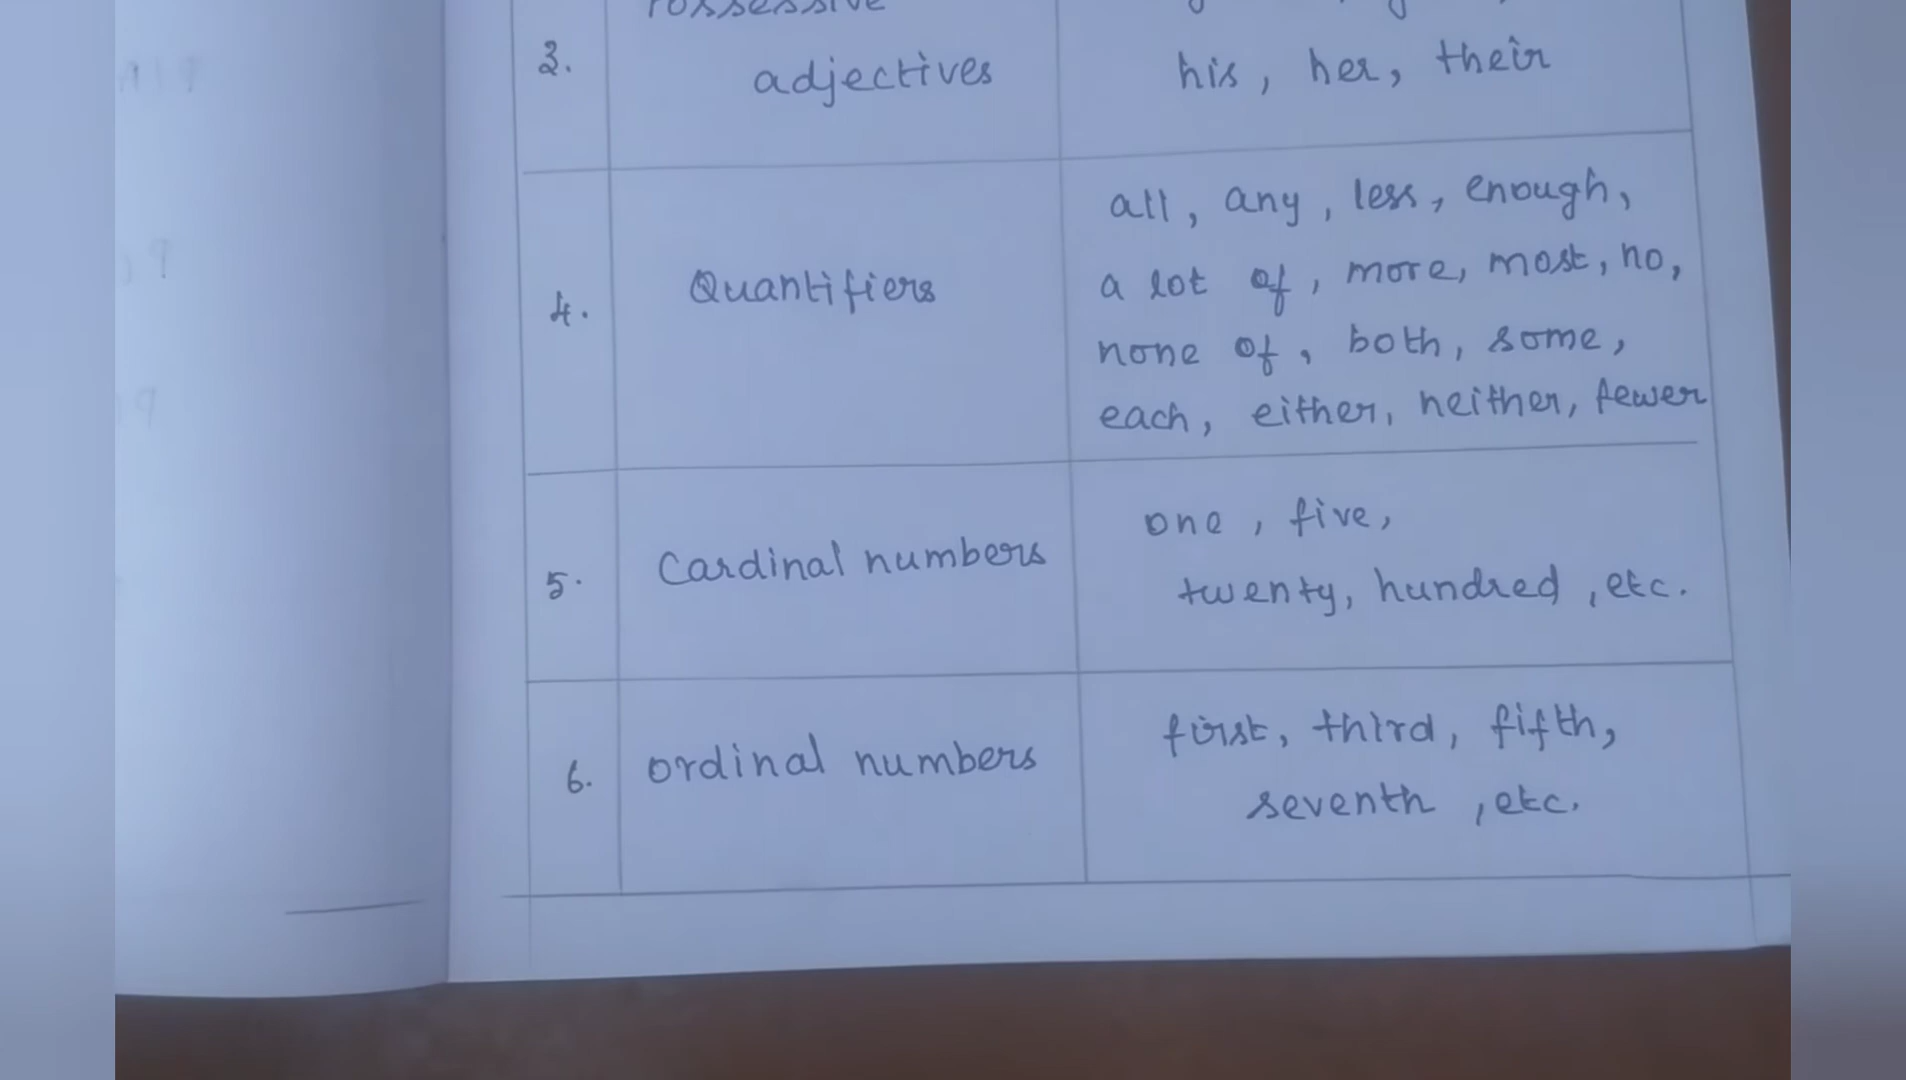 3.
adjectives
his, her, their
4.
Quantifiers
all, any, less, enough,
a lot of, more, most, no,
none of, both, some,
each, either, neither, fewer
5.
Cardinal numbers
one, five,
twenty, hundred, etc.
6.
ordinal numbers
first, third, fifth,
seventh, etc.